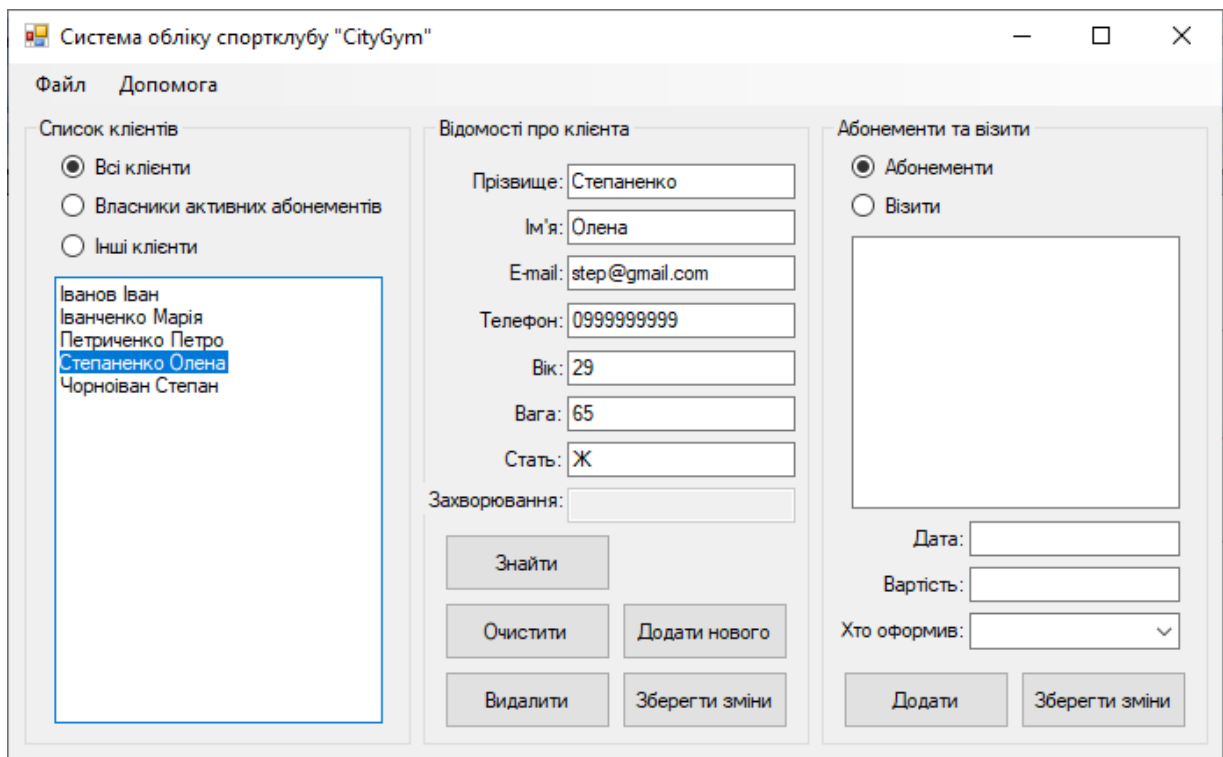 Система обліку спортклубу "CityGym"
Файл Допомога
Список клієнтів
Всі клієнти
Власники активних абонементів
Інші клієнти
Іванов Іван
Іванченко Марія
Петриченко Петро
Степаненко Олена
Чорноіван Степан
Відомості про клієнта
Прізвище: Степаненко
Ім'я: Олена
E-mail: step@gmail.com
Телефон: 0999999999
Вік: 29
Вага: 65
Стать: Ж
Захворювання:
Знайти
Очистити Додати нового
Видалити Зберегти зміни
Абонементи та візити
Абонементи
Візити
Дата:
Вартість:
Хто оформив:
Додати Зберегти зміни